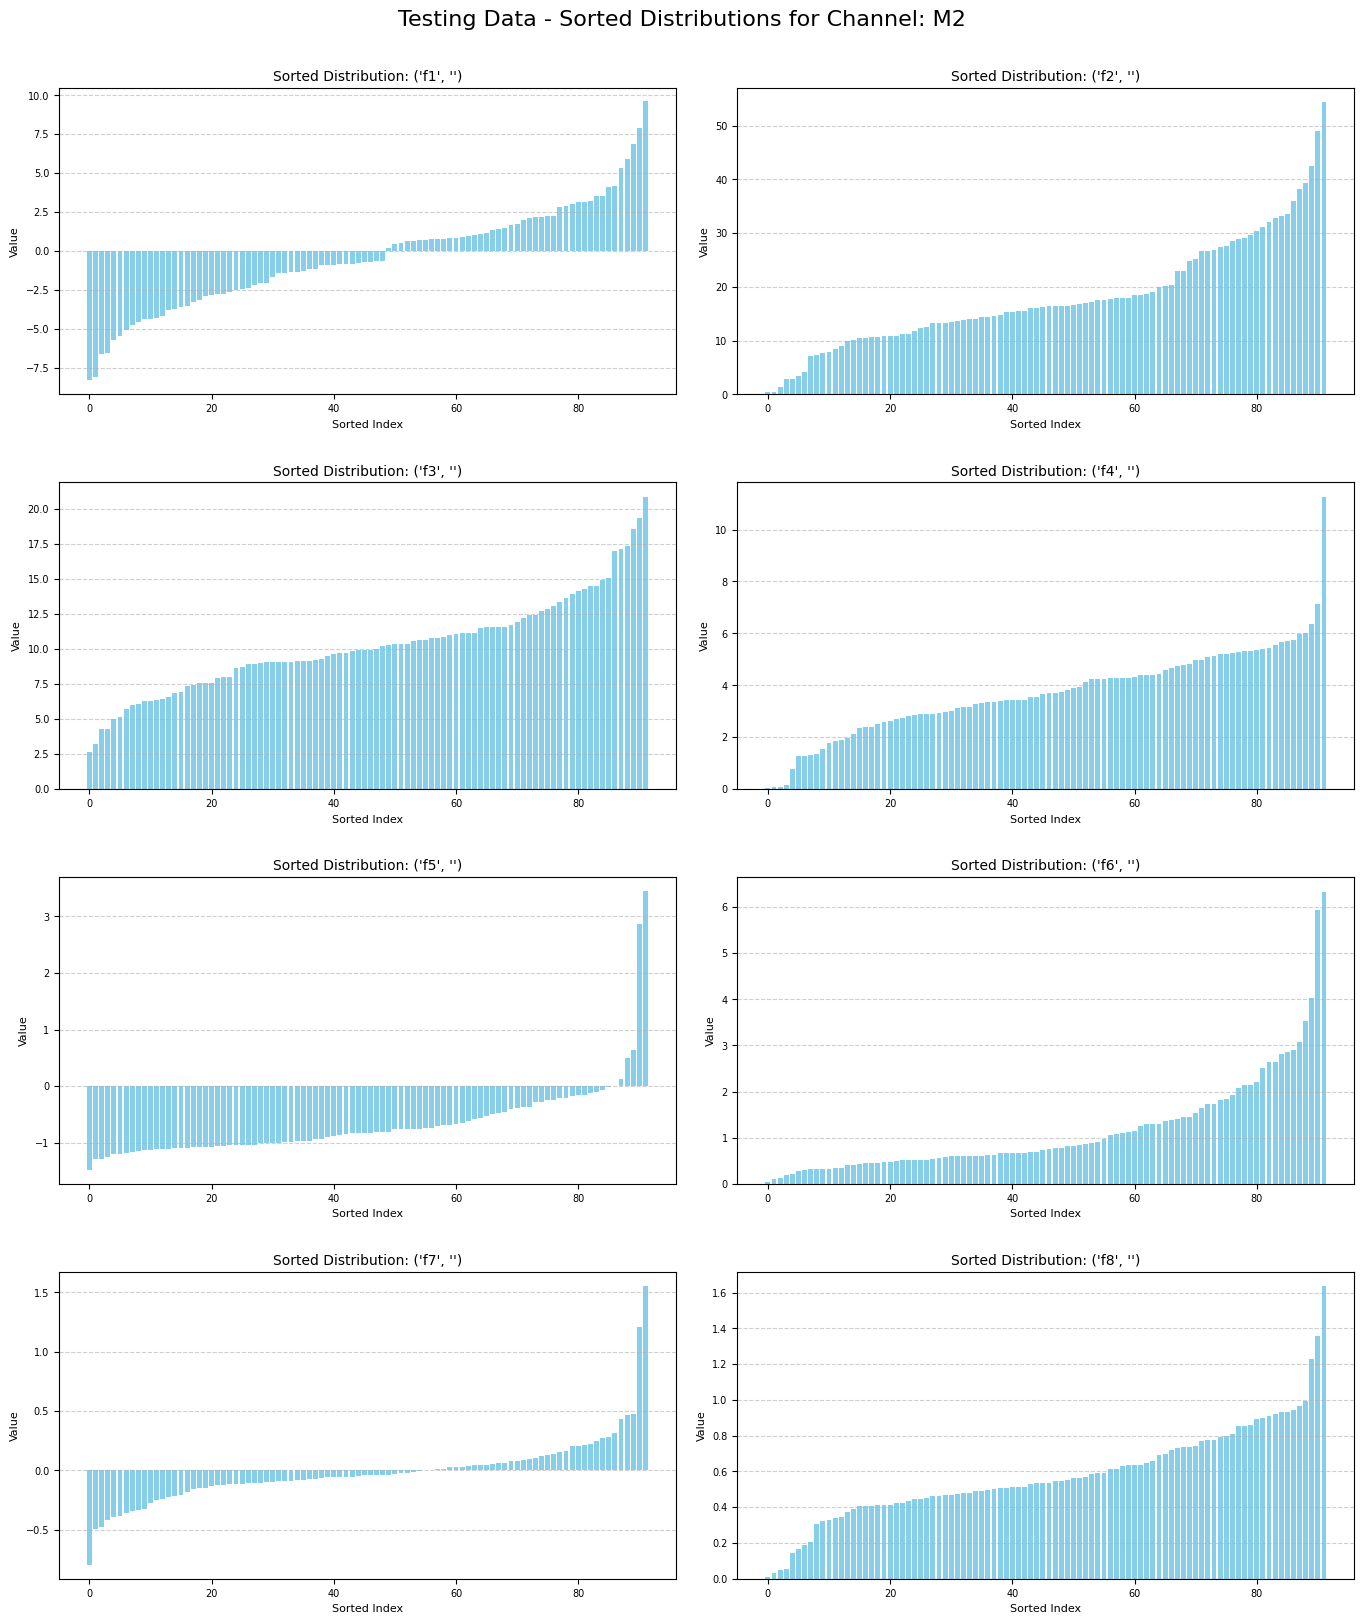 Testing Data - Sorted Distributions for Channel: M2
Sorted Distribution: ('f1', '')
10.0
7.5
5.0
2.5
0.0
−2.5
−5.0
−7.5
Value
0 20 40 60 80
Sorted Index
Sorted Distribution: ('f2', '')
50
40
30
20
10
0
Value
0 20 40 60 80
Sorted Index
Sorted Distribution: ('f3', '')
20.0
17.5
15.0
12.5
10.0
7.5
5.0
2.5
0.0
Value
0 20 40 60 80
Sorted Index
Sorted Distribution: ('f4', '')
10
8
6
4
2
0
Value
0 20 40 60 80
Sorted Index
Sorted Distribution: ('f5', '')
3
2
1
0
−1
Value
0 20 40 60 80
Sorted Index
Sorted Distribution: ('f6', '')
6
5
4
3
2
1
0
Value
0 20 40 60 80
Sorted Index
Sorted Distribution: ('f7', '')
1.5
1.0
0.5
0.0
−0.5
Value
0 20 40 60 80
Sorted Index
Sorted Distribution: ('f8', '')
1.6
1.4
1.2
1.0
0.8
0.6
0.4
0.2
0.0
Value
0 20 40 60 80
Sorted Index